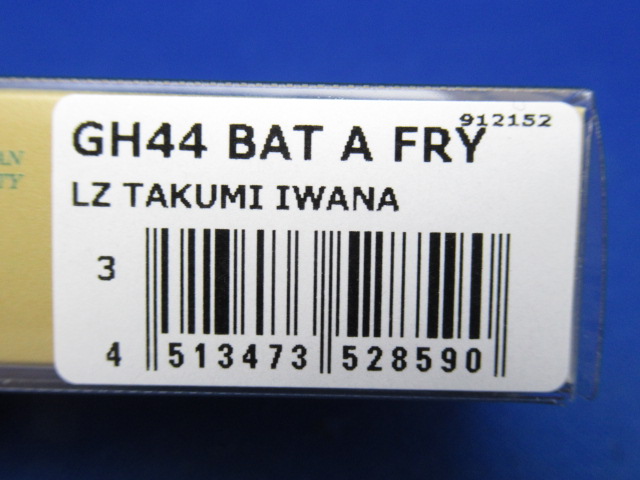 912152
GH44 BAT A FRY
LZ TAKUMI IWANA
3
4 513473 528590